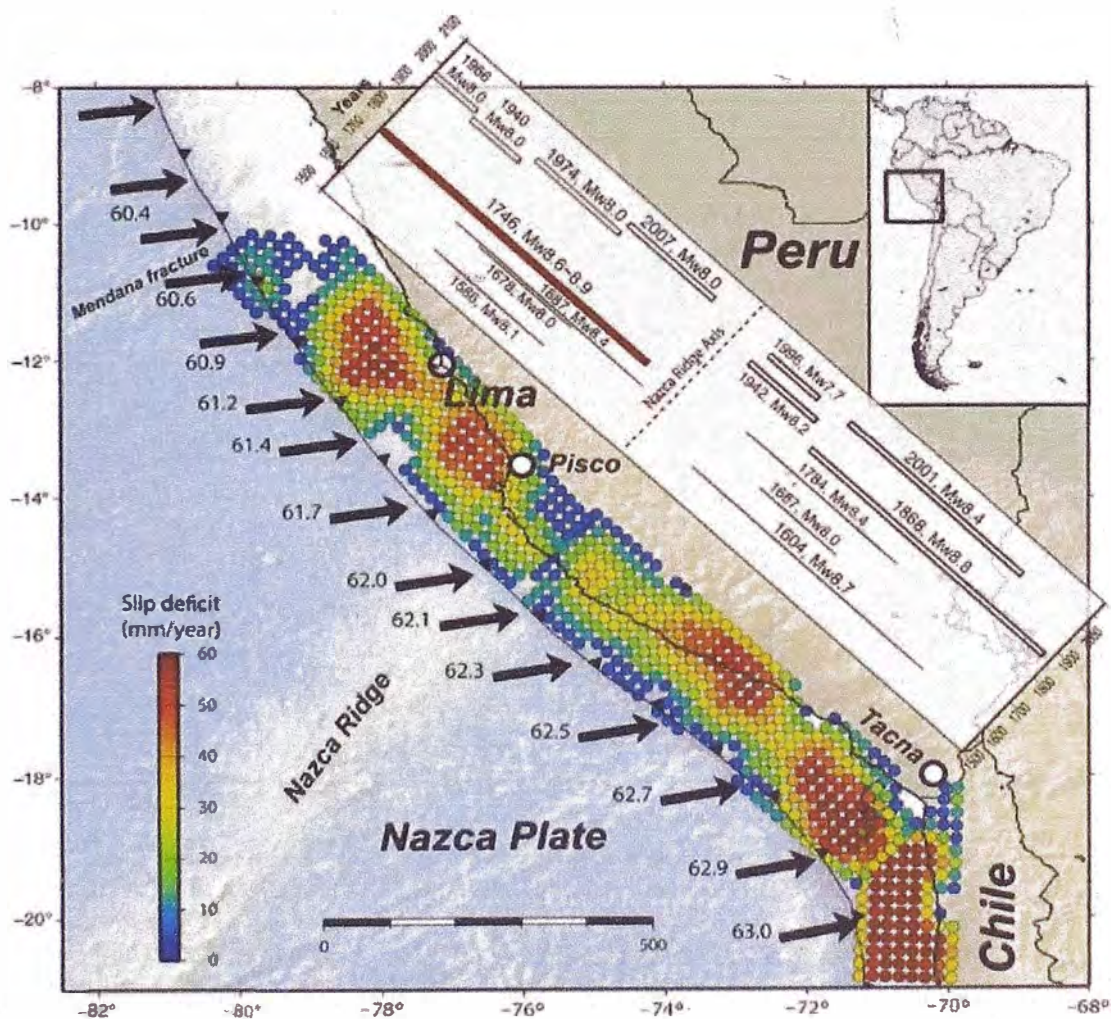 Years
1966
Mw8.0
1940
Mw8.0
1974, Mw8.0
2007, Mw8.0
1746, Mw8.6~8.9
1687, Mw8.4
1678, Mw8.0
1586, Mw8.1
Nazca Ridge Axis
1996, Mw7.7
1942, Mw8.2
2001, Mw8.4
1868, Mw8.8
1784, Mw8.4
1687, Mw8.0
1604, Mw8.7
Peru
-8°
-10°
-12°
-14°
-16°
-18°
-20°
60.4
Mendana fracture
60.6
60.9
61.2
61.4
61.7
62.0
62.1
62.3
62.5
62.7
62.9
63.0
Lima
Pisco
Tacna
Slip deficit
(mm/year)
60
50
40
30
20
10
0
Nazca Ridge
Nazca Plate
Chile
0
500
-82°
-80°
-78°
-76°
-74°
-72°
-70°
-68°